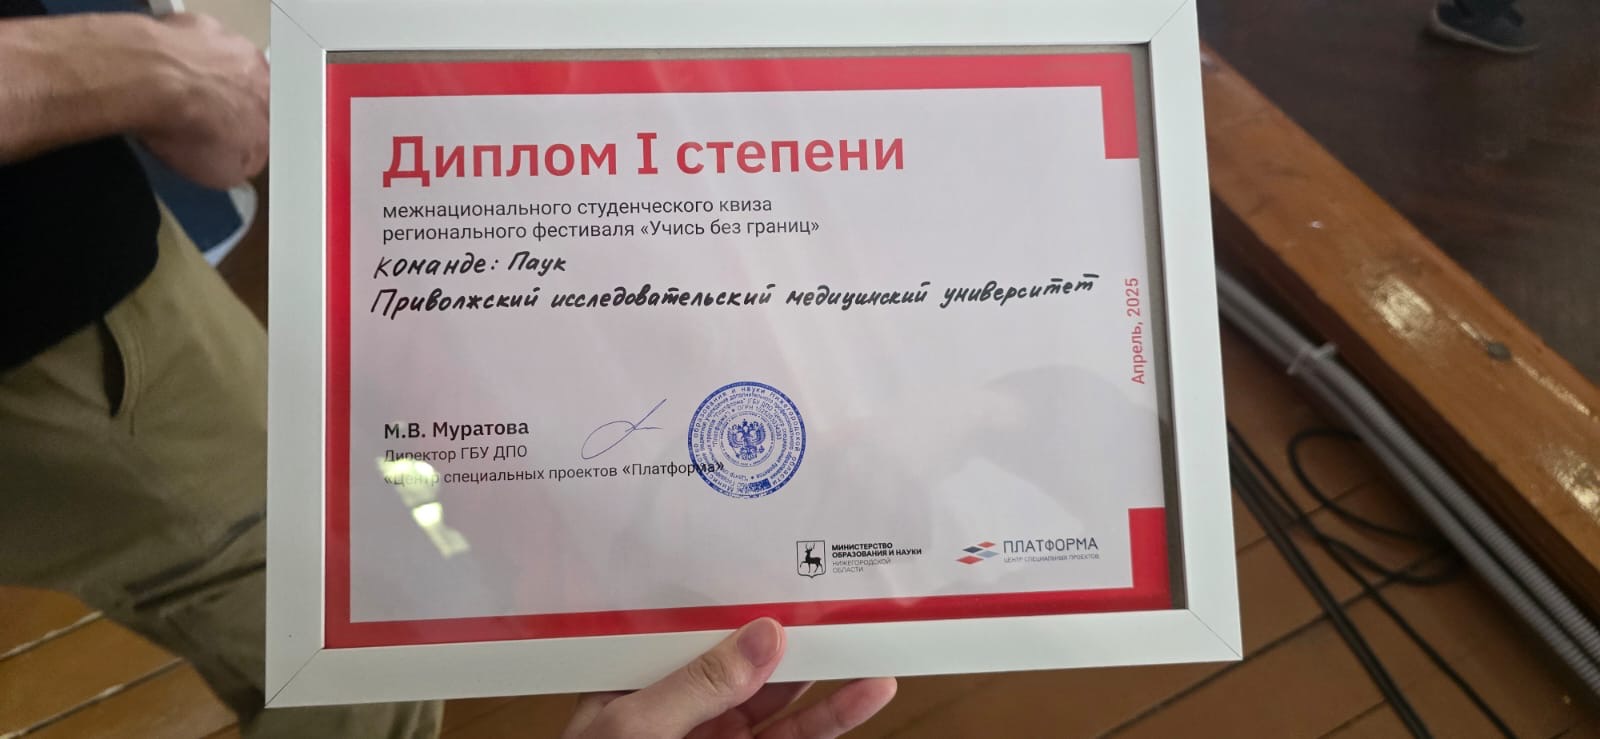 Диплом I степени
межнационального студенческого квиза
регионального фестиваля «Учись без границ»
команде: Паук
Приволжский исследовательский медицинский университет
Апрель, 2025
М.В. Муратова
Директор ГБУ ДПО
«Центр специальных проектов «Платформа»
МИНИСТЕРСТВО
ОБРАЗОВАНИЯ И НАУКИ
НИЖЕГОРОДСКОЙ
ОБЛАСТИ
ПЛАТФОРМА
ЦЕНТР СПЕЦИАЛЬНЫХ ПРОЕКТОВ